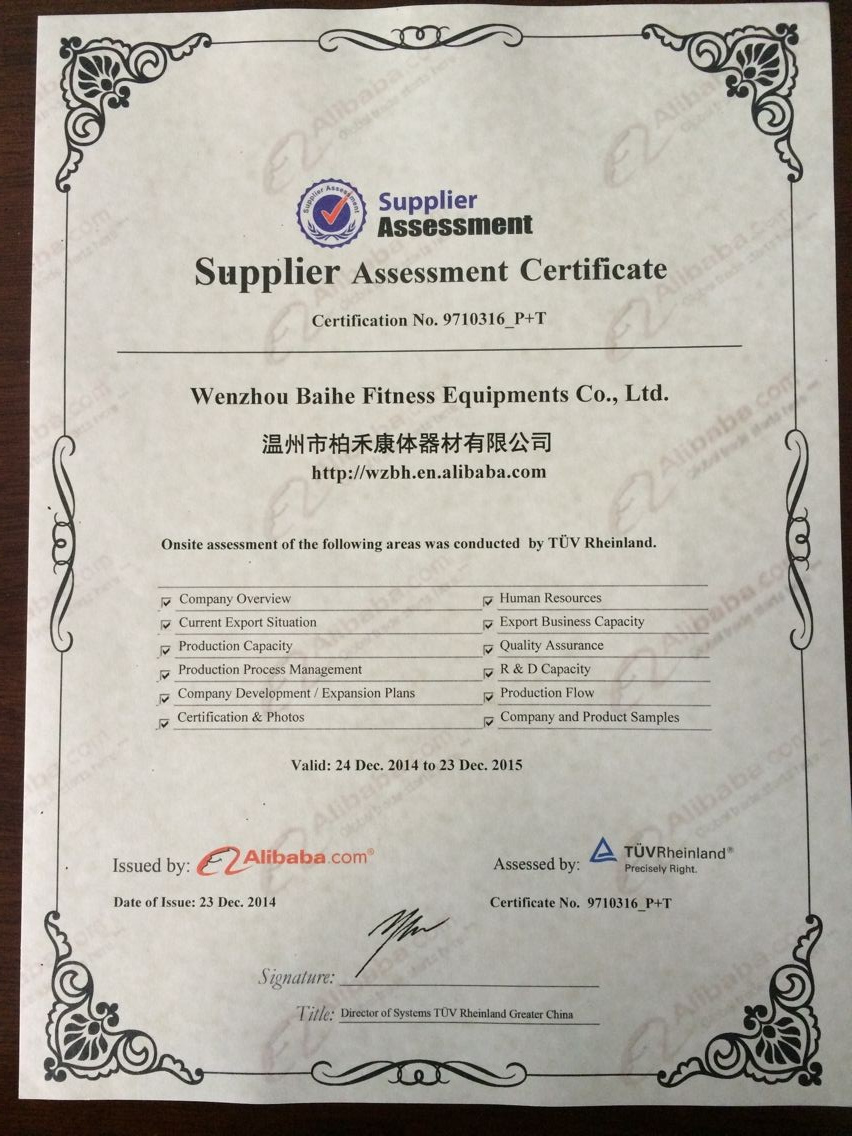 Supplier Assessment
Supplier
Assessment
Supplier Assessment Certificate
Certification No. 9710316_P+T
Wenzhou Baihe Fitness Equipments Co., Ltd.
温州市柏禾康体器材有限公司
http://wzbh.en.alibaba.com
Onsite assessment of the following areas was conducted by TÜV Rheinland.
Company Overview Human Resources
Current Export Situation Export Business Capacity
Production Capacity Quality Assurance
Production Process Management R & D Capacity
Company Development / Expansion Plans Production Flow
Certification & Photos Company and Product Samples
Valid: 24 Dec. 2014 to 23 Dec. 2015
Issued by: Alibaba.com® Assessed by: TÜVRheinland®
Precisely Right.
Date of Issue: 23 Dec. 2014 Certificate No. 9710316_P+T
Signature:
Title: Director of Systems TÜV Rheinland Greater China